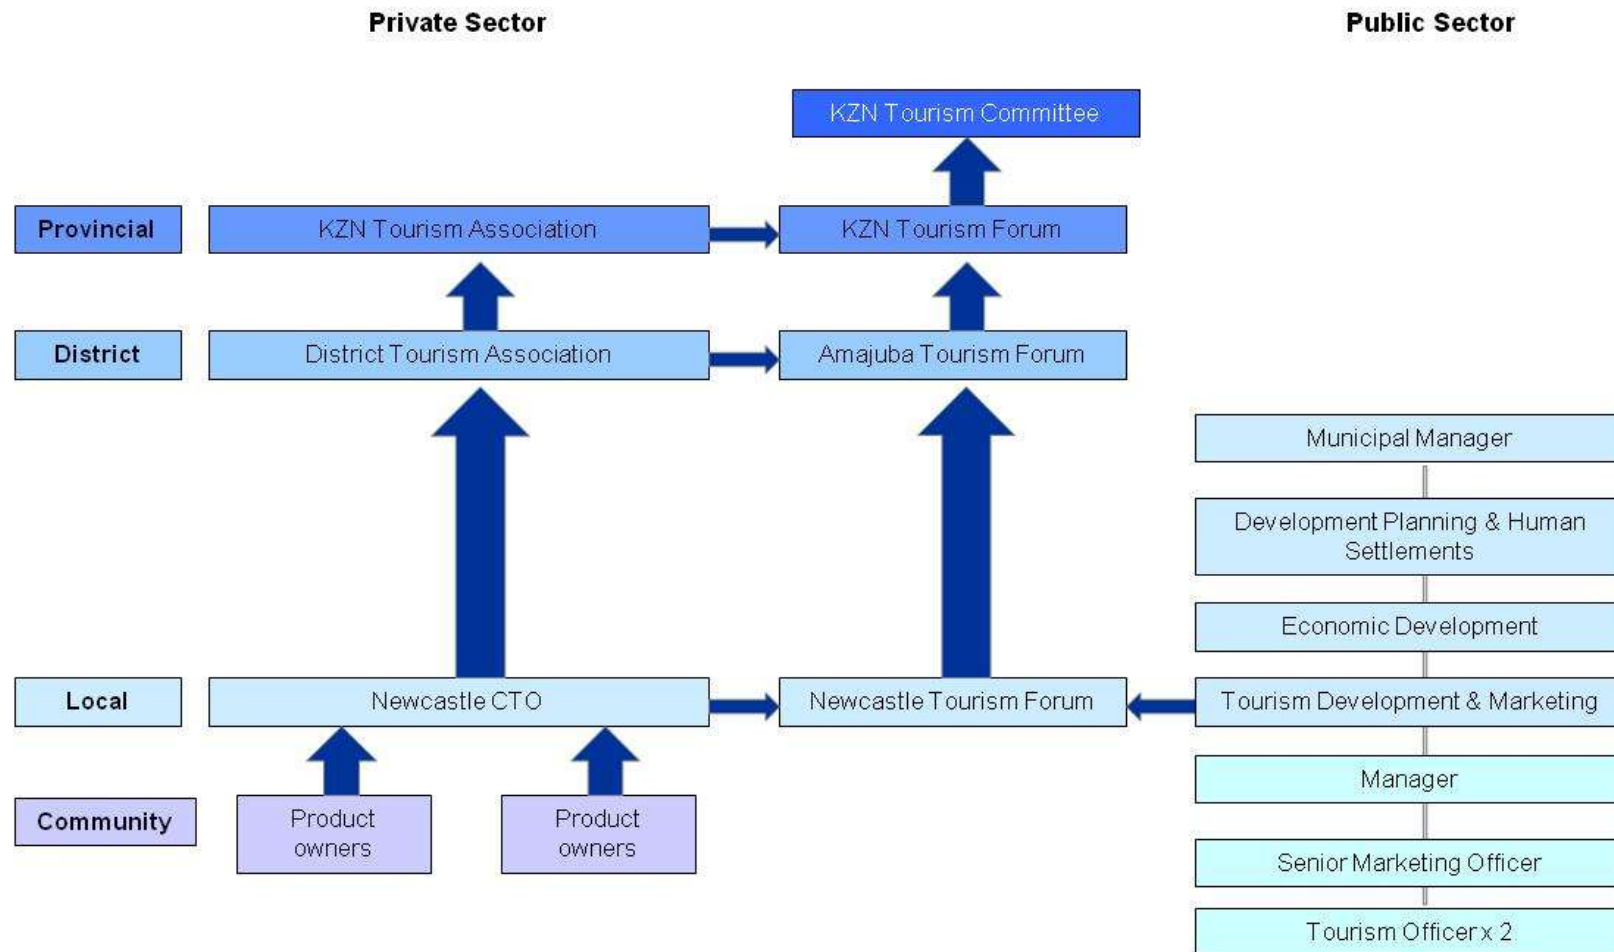 Private Sector
Public Sector
KZN Tourism Committee
Provincial
KZN Tourism Association
KZN Tourism Forum
District
District Tourism Association
Amajuba Tourism Forum
Municipal Manager
Development Planning & Human
Settlements
Economic Development
Local
Newcastle CTO
Newcastle Tourism Forum
Tourism Development & Marketing
Manager
Community
Product
owners
Product
owners
Senior Marketing Officer
Tourism Officer x 2